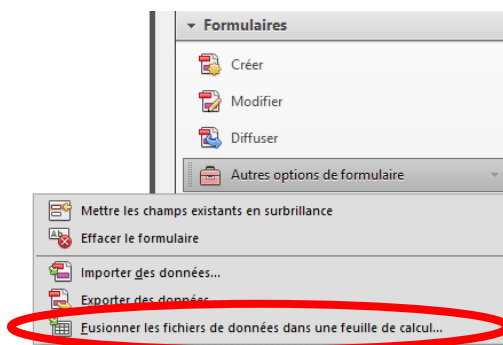 Formulaires
Créer
Modifier
Diffuser
Autres options de formulaire
Mettre les champs existants en surbrillance
Effacer le formulaire
Importer des données...
Exporter des données...
Fusionner les fichiers de données dans une feuille de calcul...